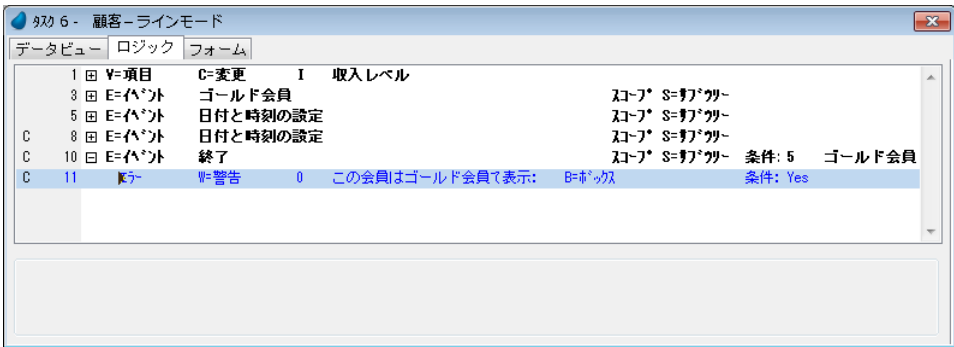 ﾀｽｸ 6 - 顧客－ラインモード
データビュー ロジック フォーム
1 V=項目 C=変更 I 収入レベル
3 E=ｲﾍﾞﾝﾄ ゴールド会員 ｽｺｰﾌﾟ S=ｻﾌﾞﾂﾘｰ
5 E=ｲﾍﾞﾝﾄ 日付と時刻の設定 ｽｺｰﾌﾟ S=ｻﾌﾞﾂﾘｰ
C 8 E=ｲﾍﾞﾝﾄ 日付と時刻の設定 ｽｺｰﾌﾟ S=ｻﾌﾞﾂﾘｰ
C 10 E=ｲﾍﾞﾝﾄ 終了 ｽｺｰﾌﾟ S=ｻﾌﾞﾂﾘｰ 条件: 5 ゴールド会員
C 11 ｴﾗｰ W=警告 0 この会員はゴールド会員て表示: B=ﾎﾞｯｸｽ 条件: Yes